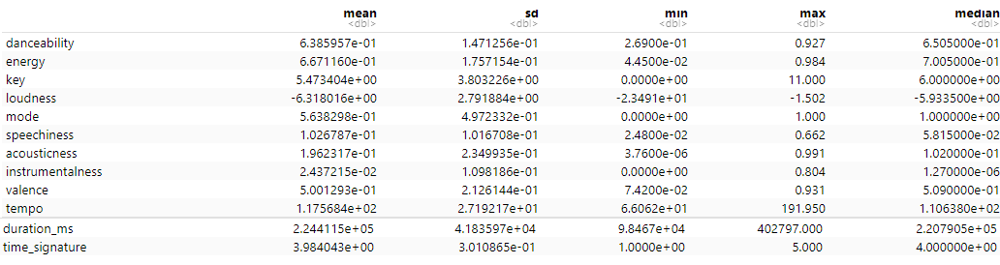 mean sd min max median
<dbl> <dbl> <dbl> <dbl> <dbl>
danceability 6.385957e-01 1.471256e-01 2.6900e-01 0.927 6.505000e-01
energy 6.671160e-01 1.757154e-01 4.4500e-02 0.984 7.005000e-01
key 5.473404e+00 3.803226e+00 0.0000e+00 11.000 6.000000e+00
loudness -6.318016e+00 2.791884e+00 -2.3491e+01 -1.502 -5.933500e+00
mode 5.638298e-01 4.972332e-01 0.0000e+00 1.000 1.000000e+00
speechiness 1.026787e-01 1.016708e-01 2.4800e-02 0.662 5.815000e-02
acousticness 1.962317e-01 2.349935e-01 3.7600e-06 0.991 1.020000e-01
instrumentalness 2.437215e-02 1.098186e-01 0.0000e+00 0.804 1.270000e-06
valence 5.001293e-01 2.126144e-01 7.4200e-02 0.931 5.090000e-01
tempo 1.175684e+02 2.719217e+01 6.6062e+01 191.950 1.106380e+02
duration_ms 2.244115e+05 4.183597e+04 9.8467e+04 402797.000 2.207905e+05
time_signature 3.984043e+00 3.010865e-01 1.0000e+00 5.000 4.000000e+00